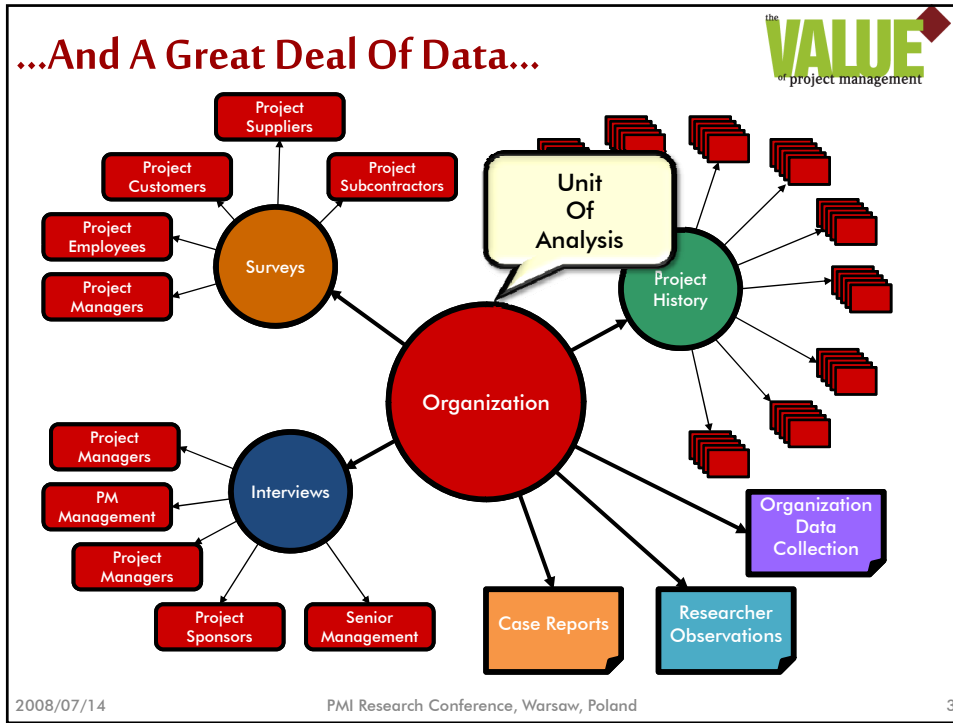 ...And A Great Deal Of Data...
the
VALUE
of project management
Project
Suppliers
Project
Customers
Project
Subcontractors
Project
Employees
Project
Managers
Surveys
Unit
Of
Analysis
Project
History
Organization
Project
Managers
PM
Management
Project
Managers
Project
Sponsors
Senior
Management
Interviews
Organization
Data
Collection
Case Reports
Researcher
Observations
2008/07/14
PMI Research Conference, Warsaw, Poland
3